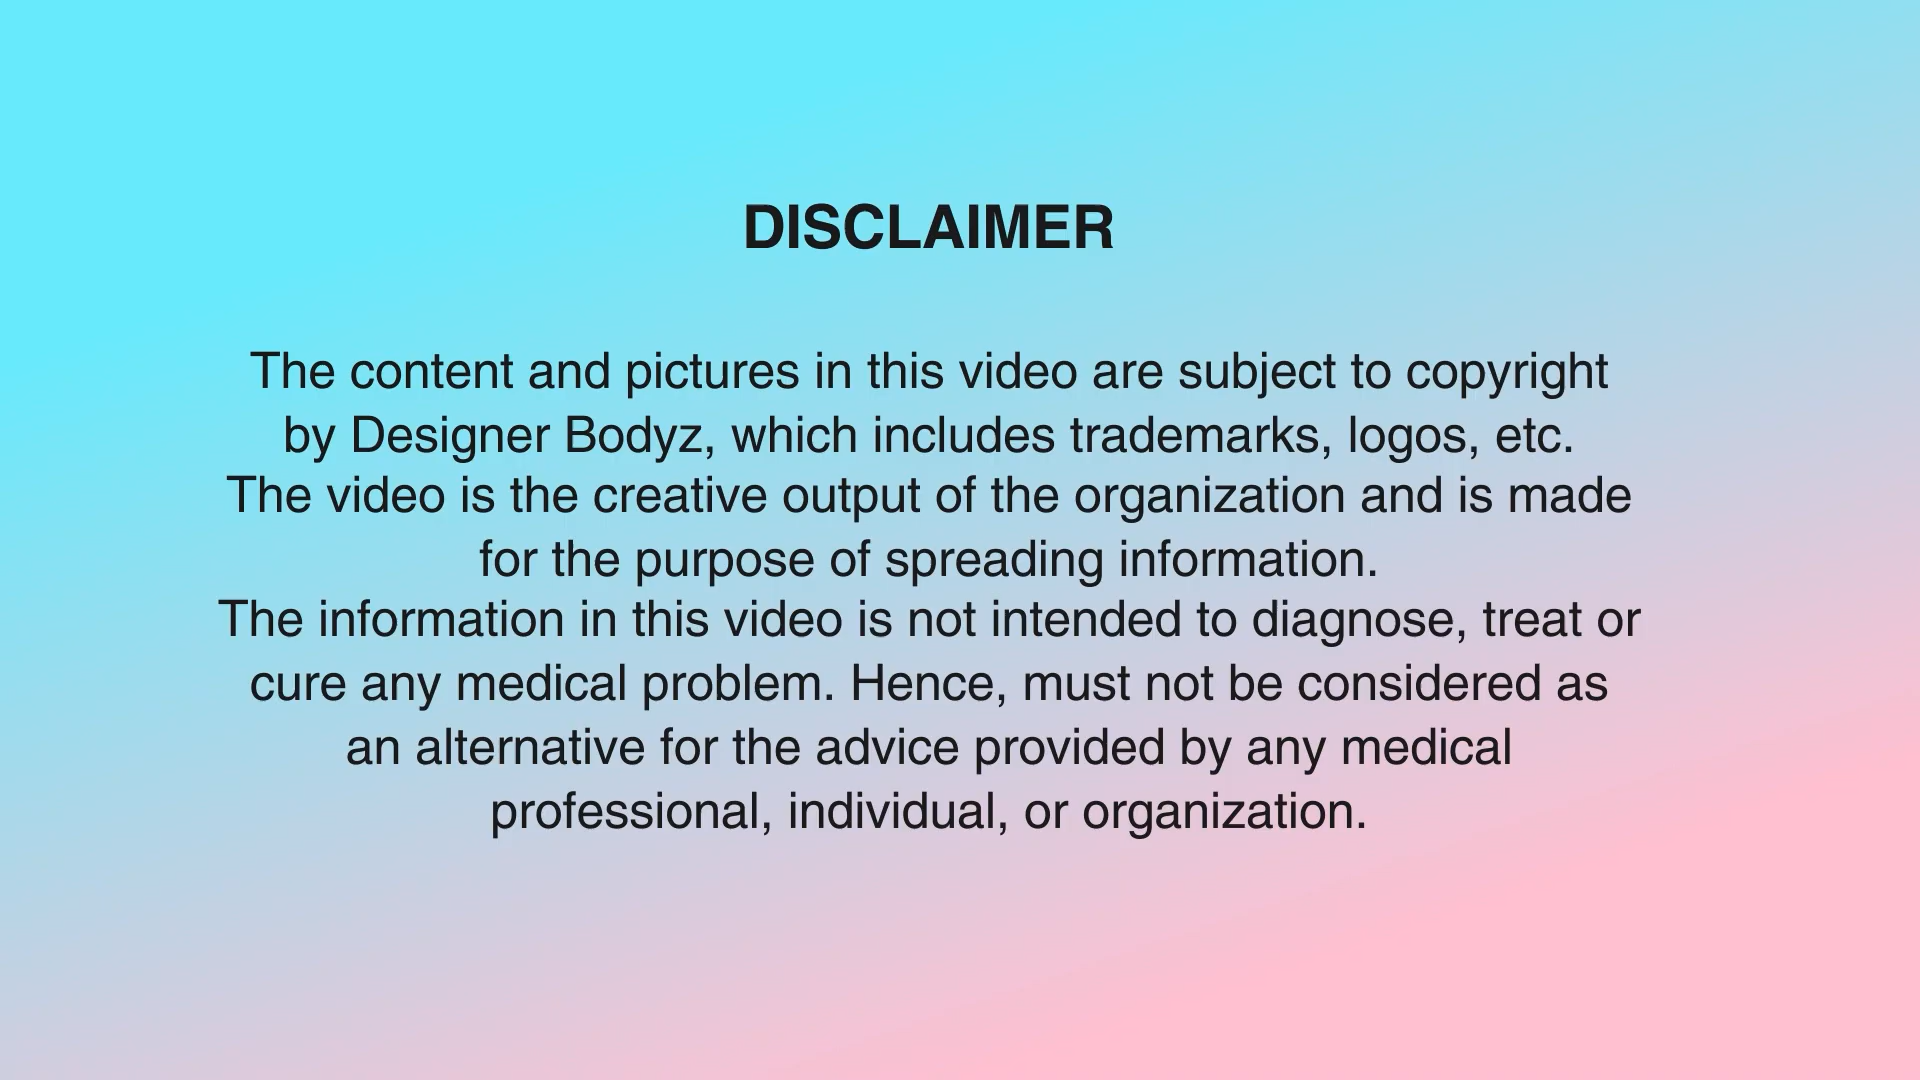 DISCLAIMER
The content and pictures in this video are subject to copyright
by Designer Bodyz, which includes trademarks, logos, etc.
The video is the creative output of the organization and is made
for the purpose of spreading information.
The information in this video is not intended to diagnose, treat or
cure any medical problem. Hence, must not be considered as
an alternative for the advice provided by any medical
professional, individual, or organization.